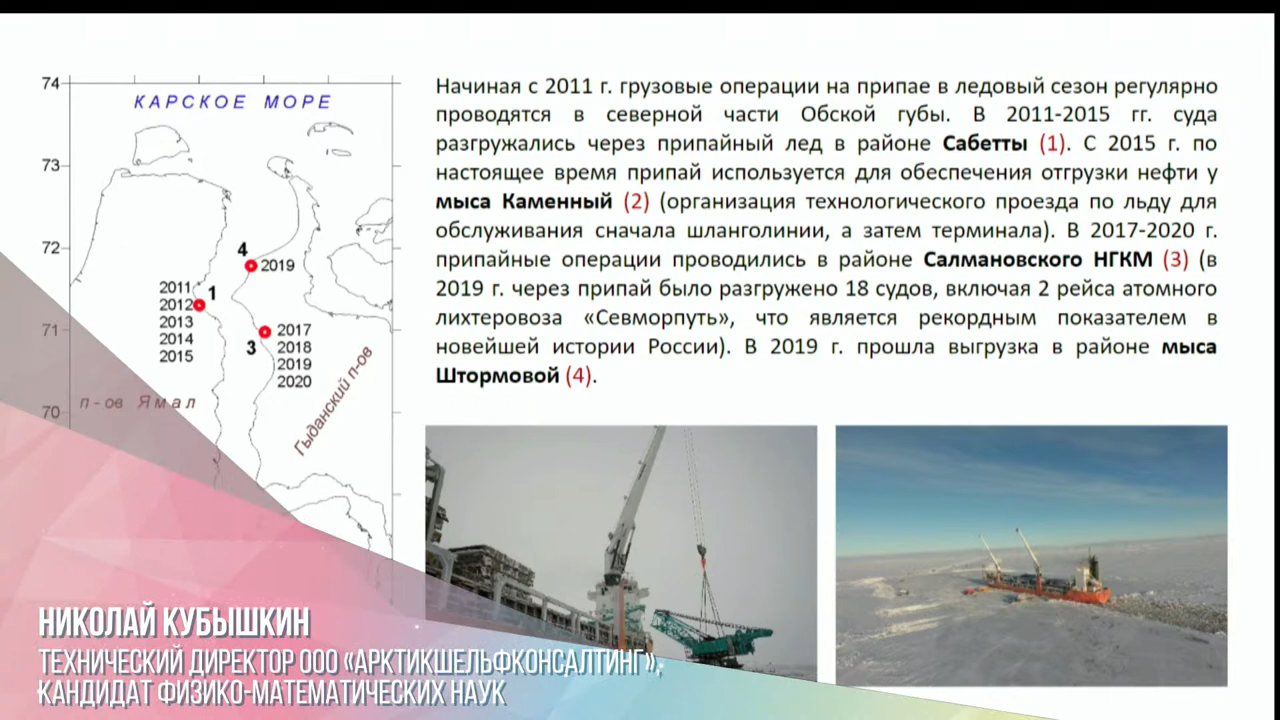 74
КАРСКОЕ МОРЕ
73
72
4
2019
2011
1
2012
2013
2014
2015
71
2017
3
2018
2019
2020
70
п-ов Ямал
Гыданский п-ов
Начиная с 2011 г. грузовые операции на припае в ледовый сезон регулярно
проводятся в северной части Обской губы. В 2011-2015 гг. суда
разгружались через припайный лед в районе Сабетты (1). С 2015 г. по
настоящее время припай используется для обеспечения отгрузки нефти у
мыса Каменный (2) (организация технологического проезда по льду для
обслуживания сначала шланголинии, а затем терминала). В 2017-2020 г.
припайные операции проводились в районе Салмановского НГКМ (3) (в
2019 г. через припай было разгружено 18 судов, включая 2 рейса атомного
лихтеровоза «Севморпуть», что является рекордным показателем в
новейшей истории России). В 2019 г. прошла выгрузка в районе мыса
Штормовой (4).
НИКОЛАЙ КУБЫШКИН
ТЕХНИЧЕСКИЙ ДИРЕКТОР ООО «АРКТИКШЕЛЬФКОНСАЛТИНГ»,
КАНДИДАТ ФИЗИКО-МАТЕМАТИЧЕСКИХ НАУК